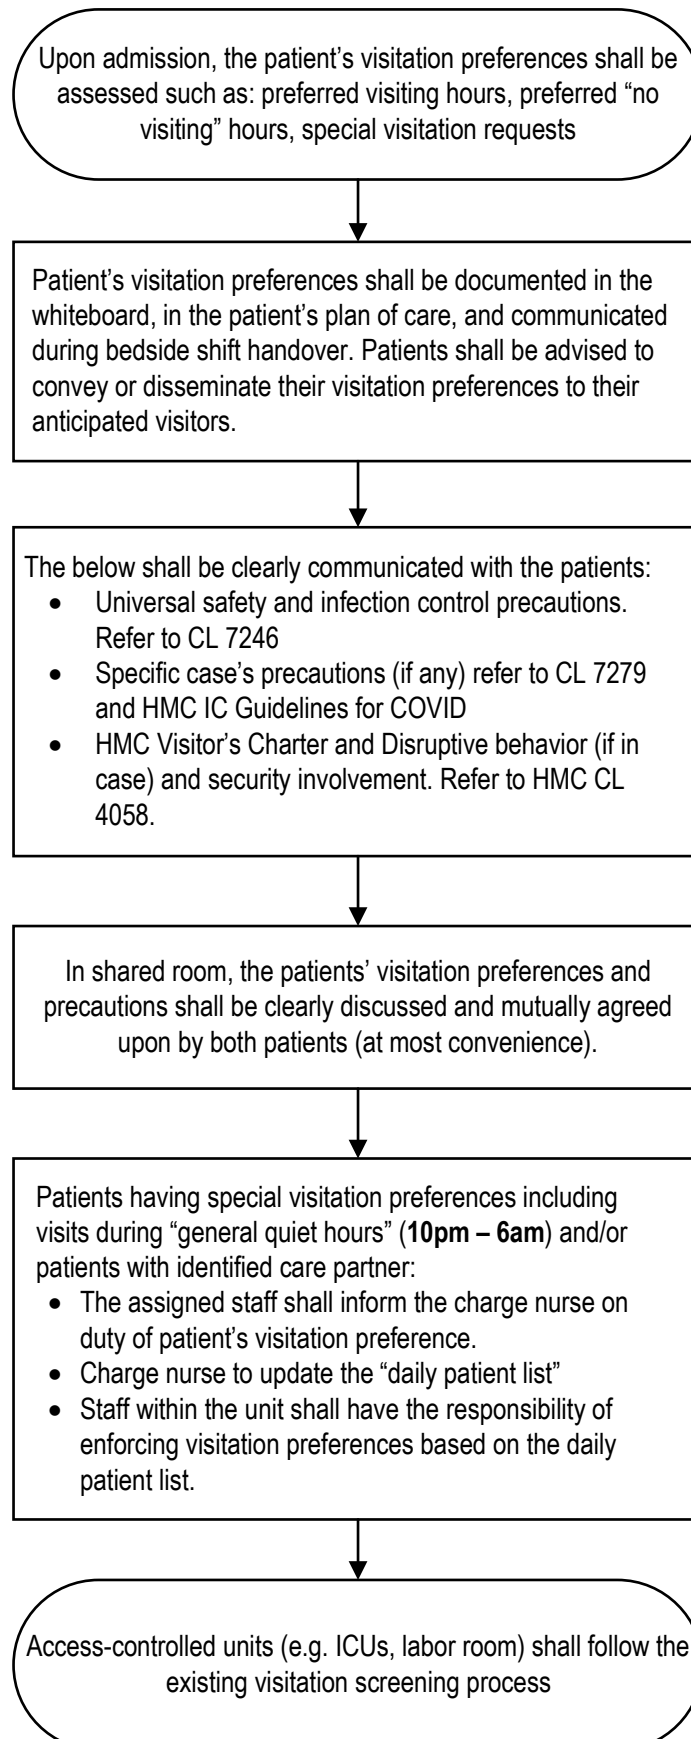 Upon admission, the patient’s visitation preferences shall be
assessed such as: preferred visiting hours, preferred “no
visiting” hours, special visitation requests
Patient’s visitation preferences shall be documented in the
whiteboard, in the patient’s plan of care, and communicated
during bedside shift handover. Patients shall be advised to
convey or disseminate their visitation preferences to their
anticipated visitors.
The below shall be clearly communicated with the patients:
• Universal safety and infection control precautions.
Refer to CL 7246
• Specific case’s precautions (if any) refer to CL 7279
and HMC IC Guidelines for COVID
• HMC Visitor’s Charter and Disruptive behavior (if in
case) and security involvement. Refer to HMC CL
4058.
In shared room, the patients’ visitation preferences and
precautions shall be clearly discussed and mutually agreed
upon by both patients (at most convenience).
Patients having special visitation preferences including
visits during “general quiet hours” (10pm – 6am) and/or
patients with identified care partner:
• The assigned staff shall inform the charge nurse on
duty of patient’s visitation preference.
• Charge nurse to update the “daily patient list”
• Staff within the unit shall have the responsibility of
enforcing visitation preferences based on the daily
patient list.
Access-controlled units (e.g. ICUs, labor room) shall follow the
existing visitation screening process